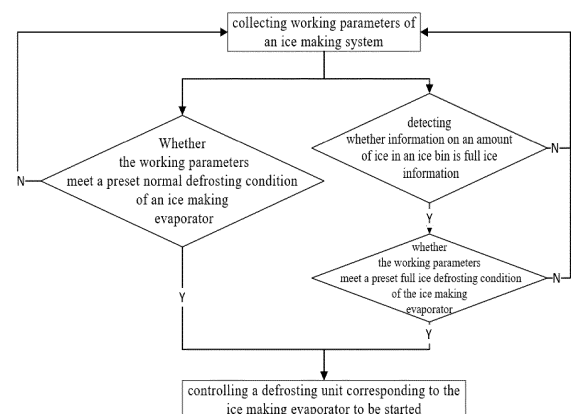 collecting working parameters of
an ice making system
Whether
the working parameters
meet a preset normal defrosting condition
of an ice making
evaporator
N
detecting
whether information on an amount
of ice in an ice bin is full ice
information
N
Y
whether
the working parameters
meet a preset full ice defrosting condition
of the ice making
evaporator
N
Y
Y
controlling a defrosting unit corresponding to the
ice making evaporator to be started